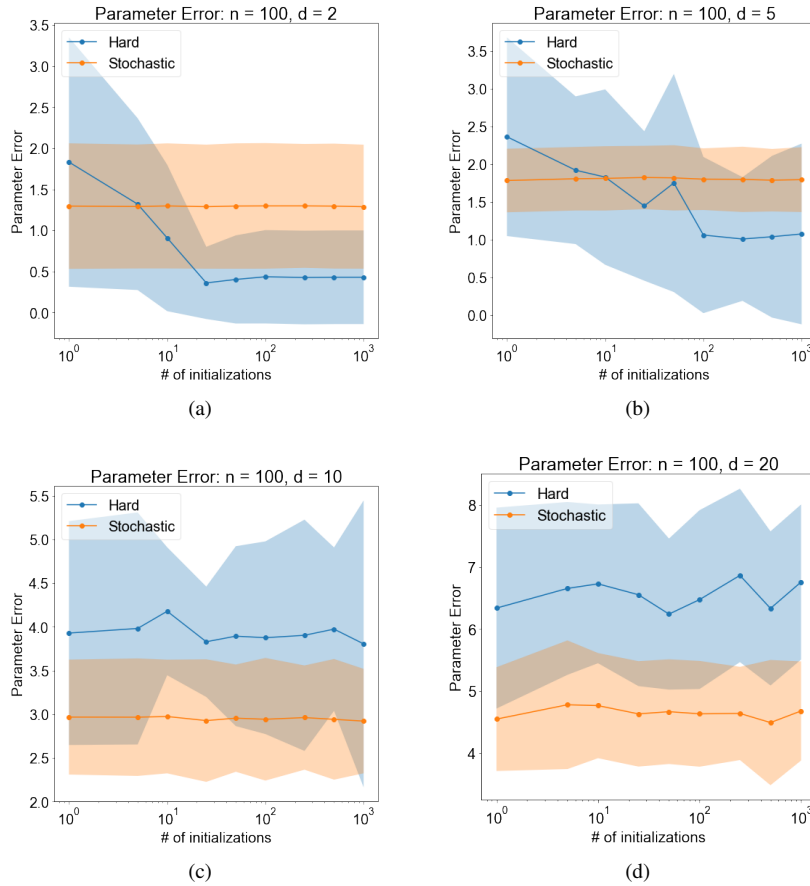 Parameter Error: n = 100, d = 2
Hard
Stochastic
3.5
3.0
2.5
2.0
1.5
1.0
0.5
0.0
Parameter Error
10^0
10^1
10^2
10^3
# of initializations
(a)
Parameter Error: n = 100, d = 5
Hard
Stochastic
3.5
3.0
2.5
2.0
1.5
1.0
0.5
0.0
Parameter Error
10^0
10^1
10^2
10^3
# of initializations
(b)
Parameter Error: n = 100, d = 10
Hard
Stochastic
5.5
5.0
4.5
4.0
3.5
3.0
2.5
2.0
Parameter Error
10^0
10^1
10^2
10^3
# of initializations
(c)
Parameter Error: n = 100, d = 20
Hard
Stochastic
8
7
6
5
4
Parameter Error
10^0
10^1
10^2
10^3
# of initializations
(d)